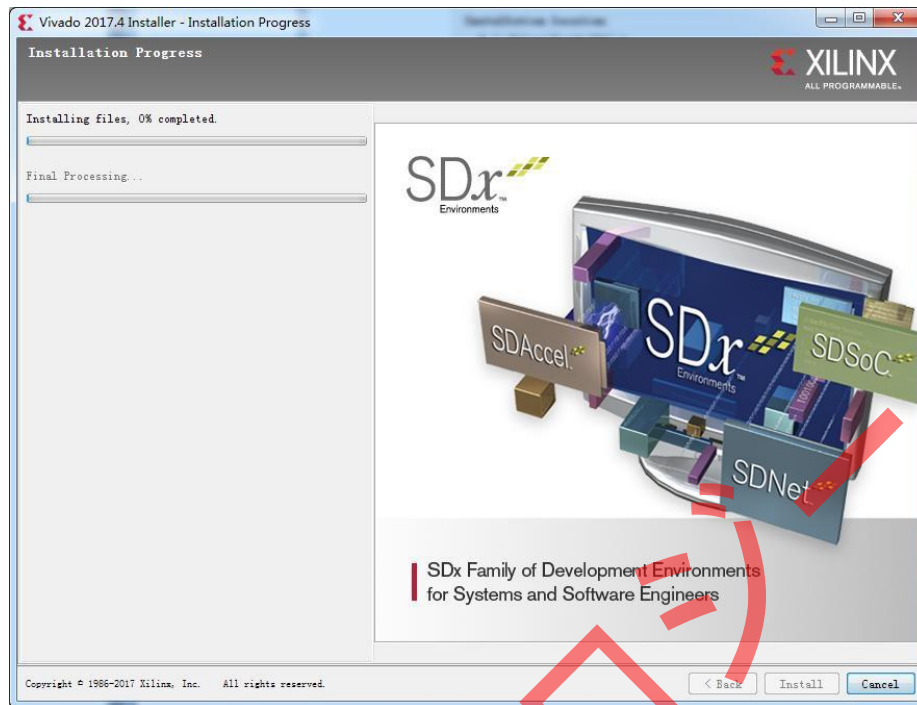 Vivado 2017.4 Installer - Installation Progress
Installation Progress
XILINX
ALL PROGRAMMABLE.
Installing files, 0% completed.
Final Processing...
SDx™
Environments
SDx™
Environments
SDAccel
SDSoC
SDNet
SDx Family of Development Environments
for Systems and Software Engineers
Copyright © 1986-2017 Xilinx, Inc. All rights reserved.
< Back
Install
Cancel